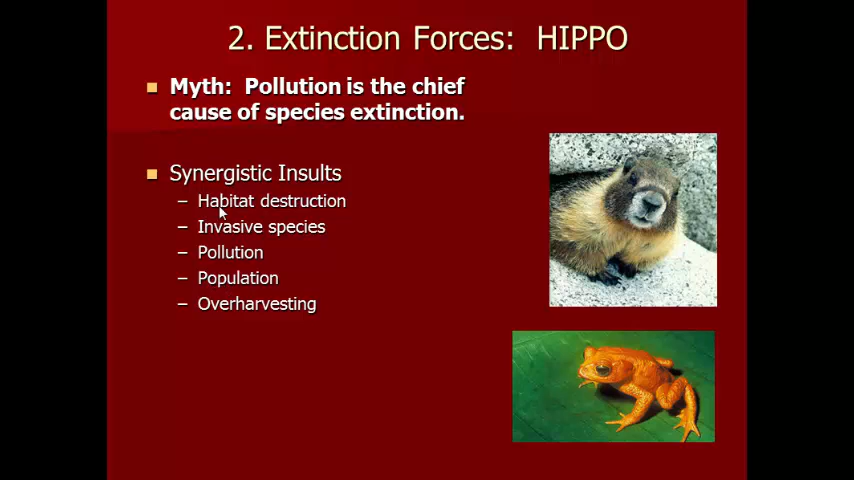 2. Extinction Forces: HIPPO
Myth: Pollution is the chief
cause of species extinction.
Synergistic Insults
– Habitat destruction
– Invasive species
– Pollution
– Population
– Overharvesting